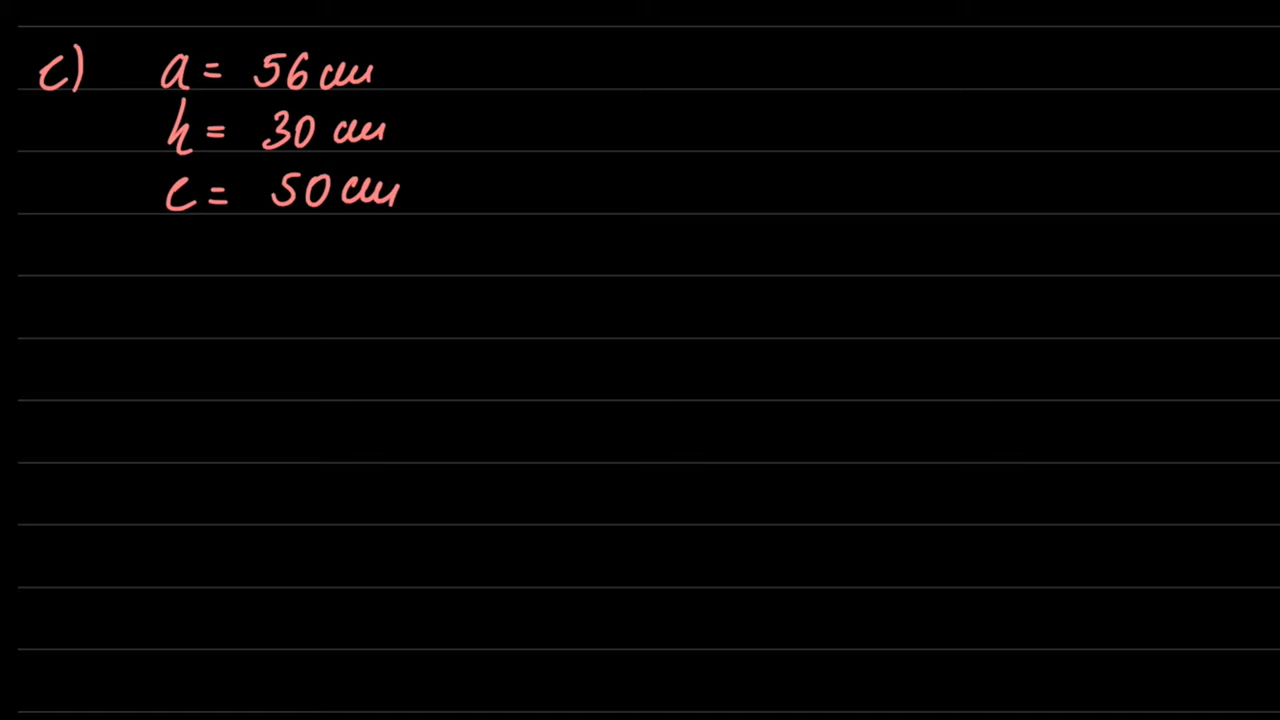 c) a = 56 cm
h = 30 cm
e = 50 cm